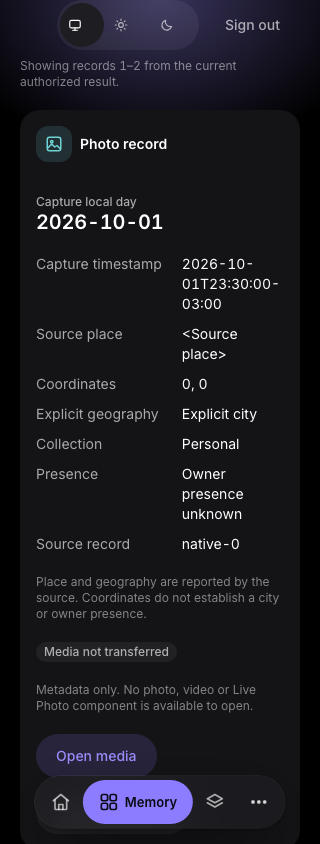 Sign out
Showing records 1–2 from the current
authorized result.
Photo record
Capture local day
2026-10-01
Capture timestamp
2026-10-
01T23:30:00-
03:00
Source place
<Source
place>
Coordinates
0, 0
Explicit geography
Explicit city
Collection
Personal
Presence
Owner
presence
unknown
Source record
native-0
Place and geography are reported by the
source. Coordinates do not establish a city
or owner presence.
Media not transferred
Metadata only. No photo, video or Live
Photo component is available to open.
Open media
Memory